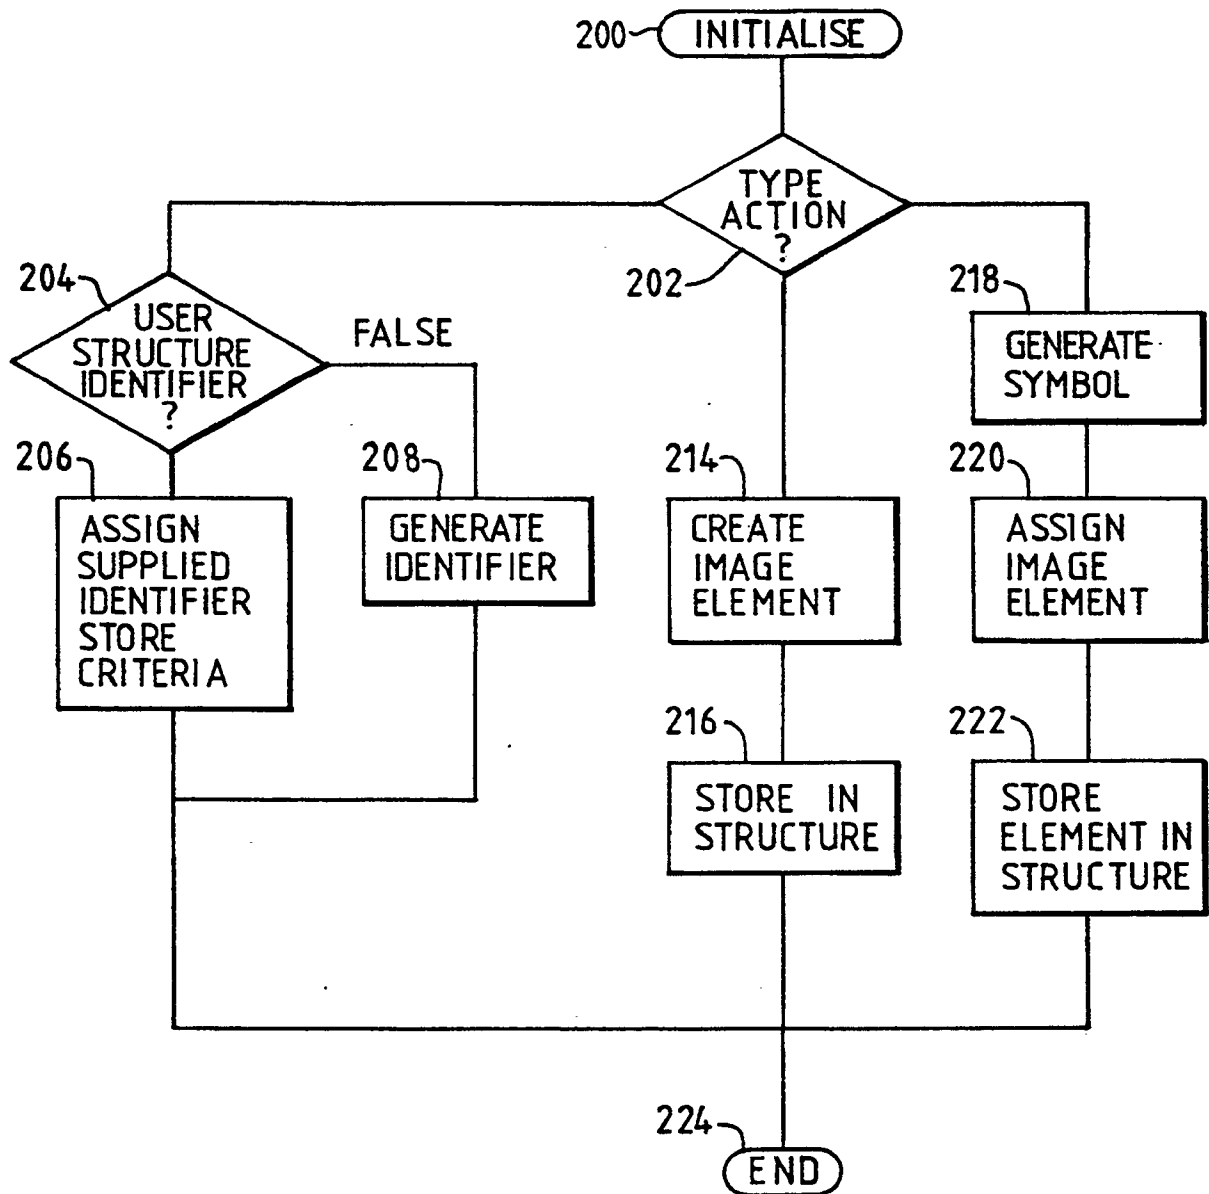 200
INITIALISE
TYPE
ACTION
?
202
204
USER
STRUCTURE
IDENTIFIER
?
FALSE
206
ASSIGN
SUPPLIED
IDENTIFIER
STORE
CRITERIA
208
GENERATE
IDENTIFIER
214
CREATE
IMAGE
ELEMENT
216
STORE IN
STRUCTURE
218
GENERATE
SYMBOL
220
ASSIGN
IMAGE
ELEMENT
222
STORE
ELEMENT IN
STRUCTURE
224
END